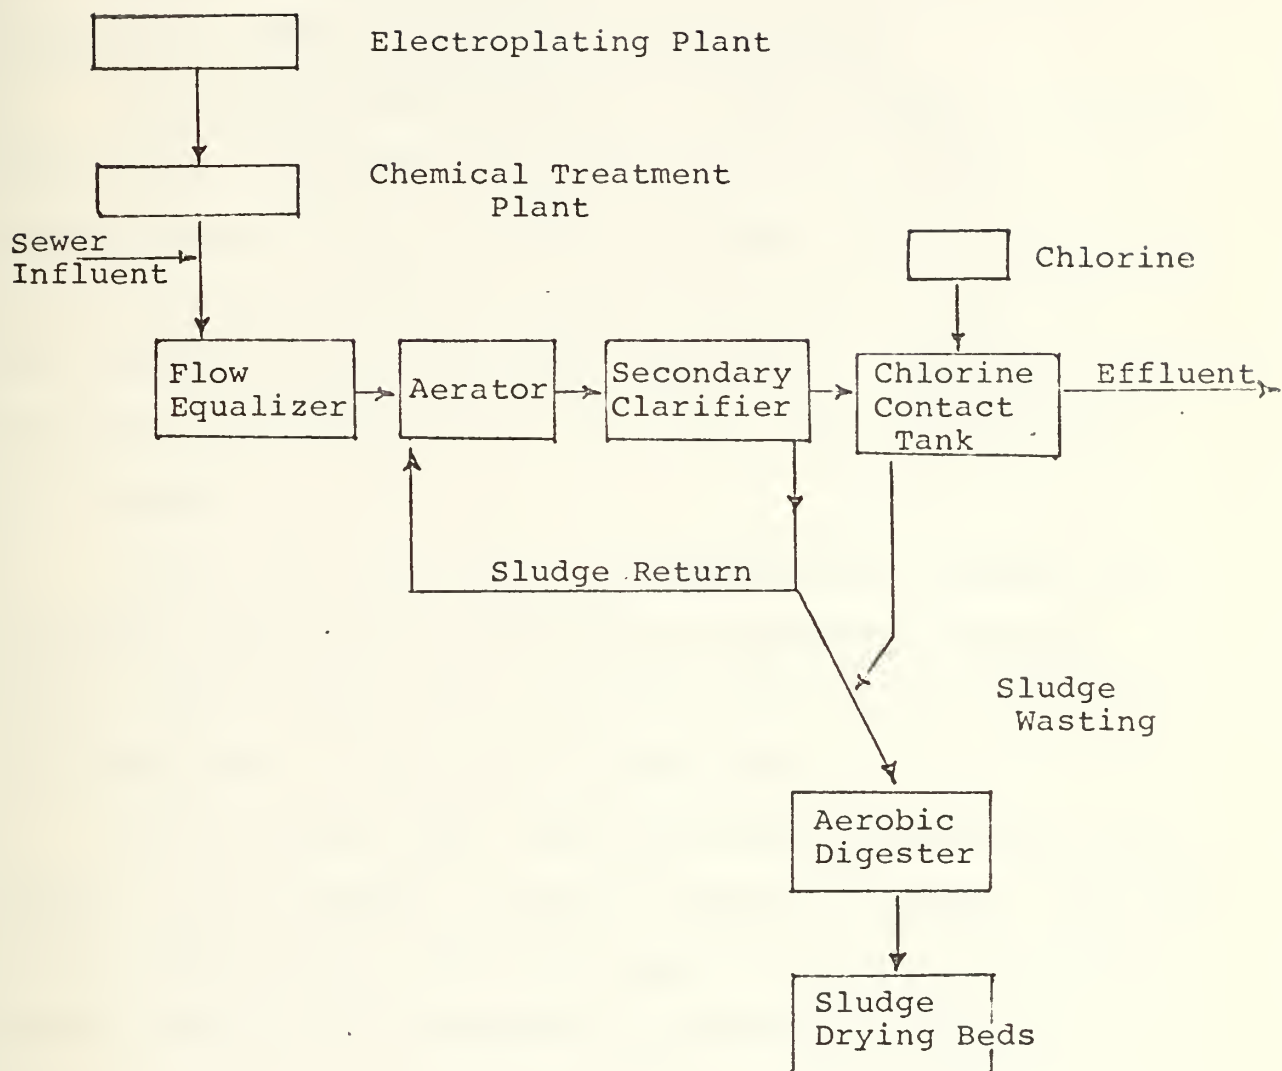 Electroplating Plant
Chemical Treatment
Plant
Sewer
Influent
Chlorine
Flow
Equalizer
Aerator
Secondary
Clarifier
Chlorine
Contact
Tank
Effluent
Sludge Return
Sludge
Wasting
Aerobic
Digester
Sludge
Drying Beds